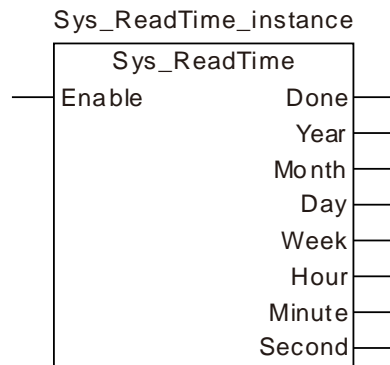 Sys_ReadTime_instance
Sys_ReadTime
Enable Done
Year
Month
Day
Week
Hour
Minute
Second